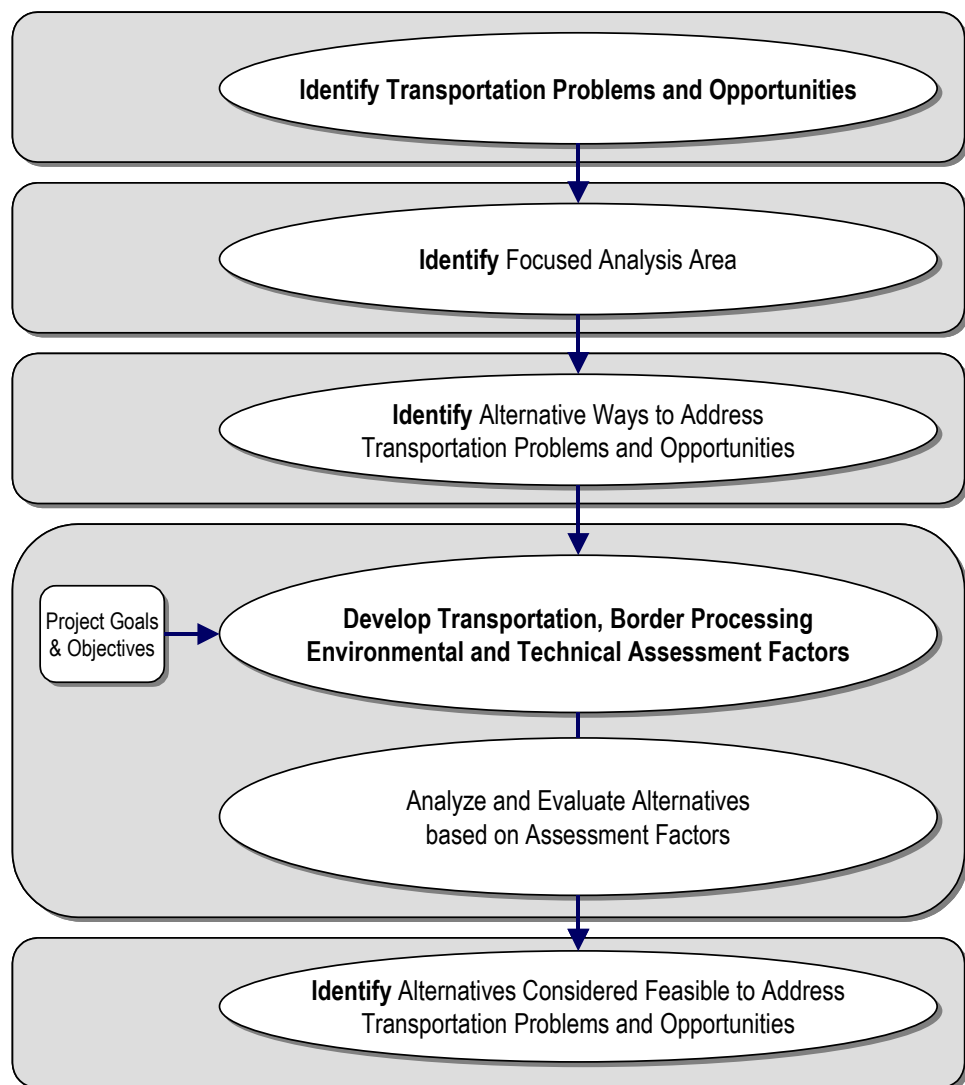 Identify Transportation Problems and Opportunities
Identify Focused Analysis Area
Identify Alternative Ways to Address
Transportation Problems and Opportunities
Project Goals
& Objectives
Develop Transportation, Border Processing
Environmental and Technical Assessment Factors
Analyze and Evaluate Alternatives
based on Assessment Factors
Identify Alternatives Considered Feasible to Address
Transportation Problems and Opportunities